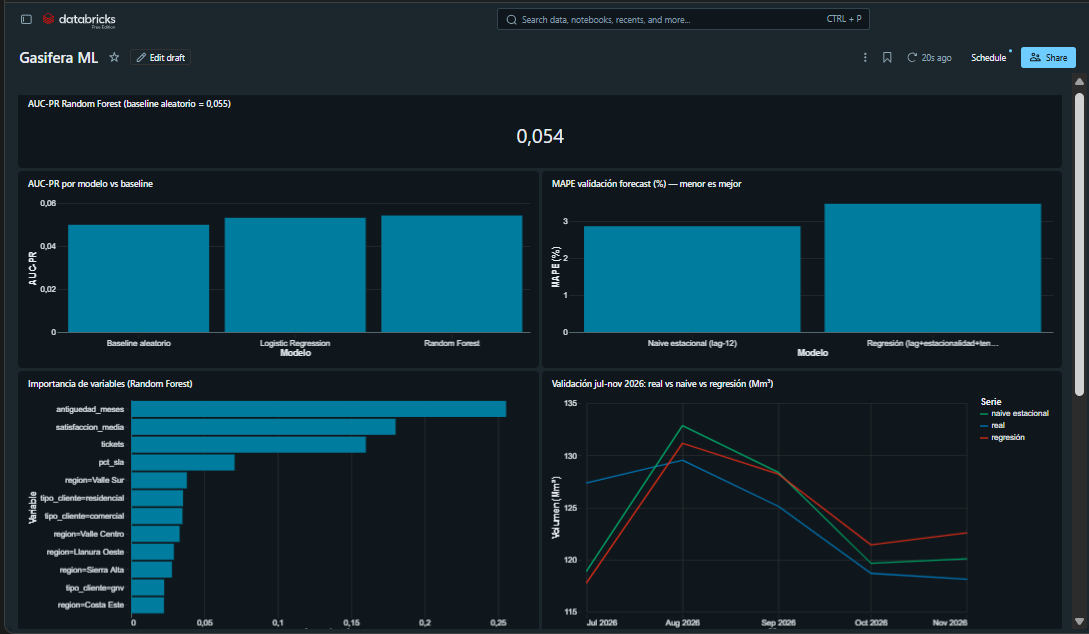 databricks
Free Edition
Search data, notebooks, recents, and more...
CTRL + P
Gasifera ML
Edit draft
20s ago
Schedule
Share
AUC-PR Random Forest (baseline aleatorio = 0,055)
0,054
AUC-PR por modelo vs baseline
0,06
0,04
0,02
0
AUC-PR
Baseline aleatorio
Logistic Regression
Random Forest
Modelo
MAPE validación forecast (%) — menor es mejor
3
2
1
0
MAPE (%)
Naive estacional (lag-12)
Regresión (lag+estacionalidad+ten...
Modelo
Importancia de variables (Random Forest)
Variable
antiguedad_meses
satisfaccion_media
tickets
pct_sla
region=Valle Sur
tipo_cliente=residencial
tipo_cliente=comercial
region=Valle Centro
region=Llanura Oeste
region=Sierra Alta
tipo_cliente=gnv
region=Costa Este
0
0,05
0,1
0,15
0,2
0,25
Validación jul-nov 2026: real vs naive vs regresión (Mm³)
135
130
125
120
115
Volumen (Mm³)
Jul 2026
Aug 2026
Sep 2026
Oct 2026
Nov 2026
Serie
naive estacional
real
regresión